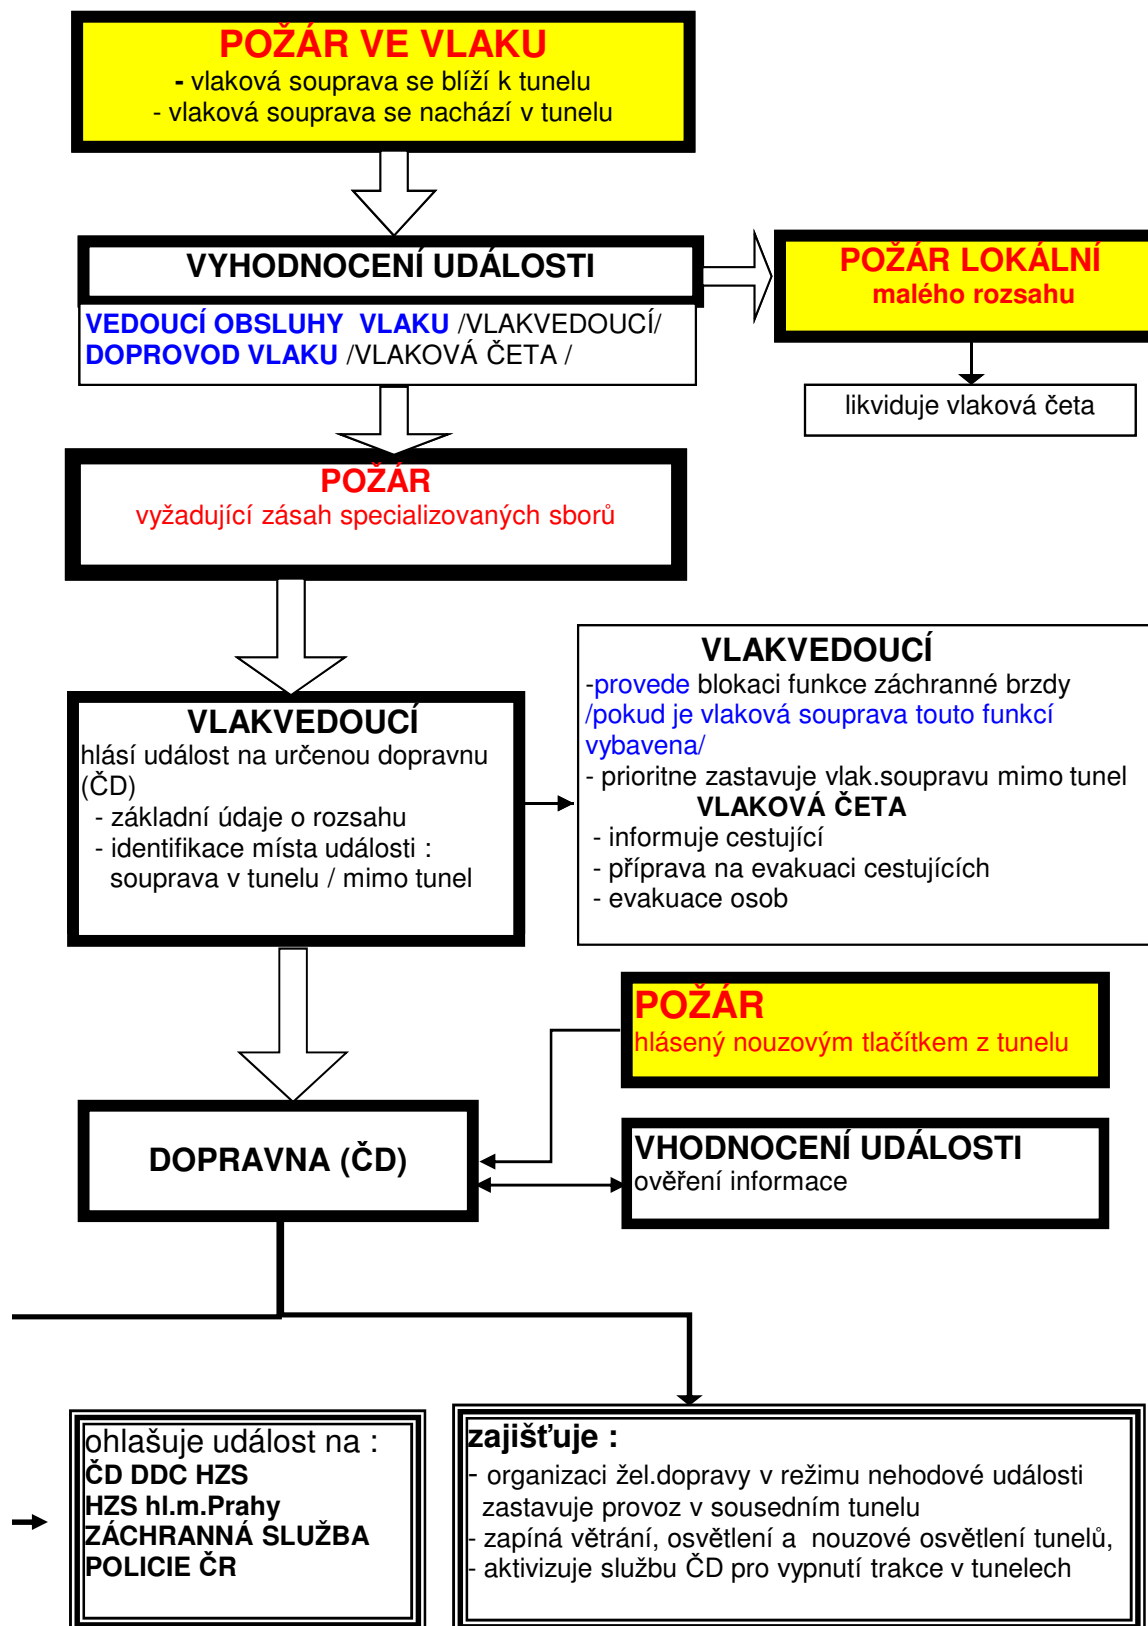 POŽÁR VE VLAKU
- vlaková souprava se blíží k tunelu
- vlaková souprava se nachází v tunelu
VYHODNOCENÍ UDÁLOSTI
VEDOUCÍ OBSLUHY VLAKU /VLAKVEDOUCÍ/
DOPROVOD VLAKU /VLAKOVÁ ČETA /
POŽÁR LOKÁLNÍ
malého rozsahu
likviduje vlaková četa
POŽÁR
vyžadující zásah specializovaných sborů
VLAKVEDOUCÍ
hlásí událost na určenou dopravnu
(ČD)
- základní údaje o rozsahu
- identifikace místa události :
souprava v tunelu / mimo tunel
VLAKVEDOUCÍ
-provede blokaci funkce záchranné brzdy
/pokud je vlaková souprava touto funkcí
vybavena/
- prioritne zastavuje vlak.soupravu mimo tunel
VLAKOVÁ ČETA
- informuje cestující
- příprava na evakuaci cestujících
- evakuace osob
POŽÁR
hlásený nouzovým tlačítkem z tunelu
DOPRAVNA (ČD)
VHODNOCENÍ UDÁLOSTI
ověření informace
ohlašuje událost na :
ČD DDC HZS
HZS hl.m.Prahy
ZÁCHRANNÁ SLUŽBA
POLICIE ČR
zajišťuje :
- organizaci žel.dopravy v režimu nehodové události
zastavuje provoz v sousedním tunelu
- zapíná větrání, osvětlení a nouzové osvětlení tunelů,
- aktivizuje službu ČD pro vypnutí trakce v tunelech